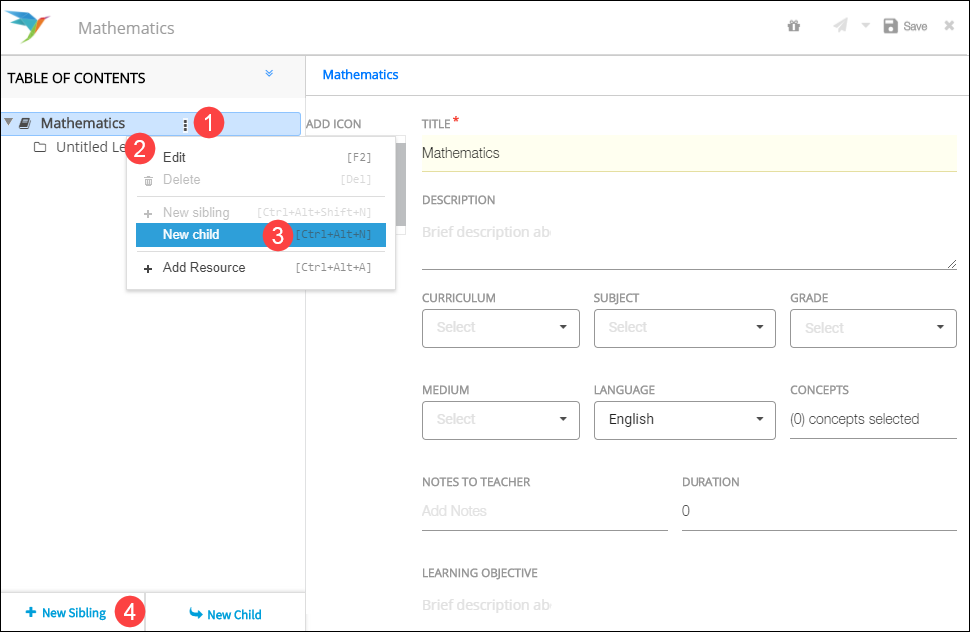 Mathematics
Save
TABLE OF CONTENTS
Mathematics
Mathematics 1
Untitled Le
2
Edit [F2]
Delete [Del]
New sibling [Ctrl+Alt+Shift+N]
New child 3 [Ctrl+Alt+N]
Add Resource [Ctrl+Alt+A]
ADD ICON
TITLE*
Mathematics
DESCRIPTION
Brief description ab
CURRICULUM SUBJECT GRADE
Select Select Select
MEDIUM LANGUAGE CONCEPTS
Select English (0) concepts selected
NOTES TO TEACHER DURATION
Add Notes 0
LEARNING OBJECTIVE
Brief description ab
New Sibling 4 New Child